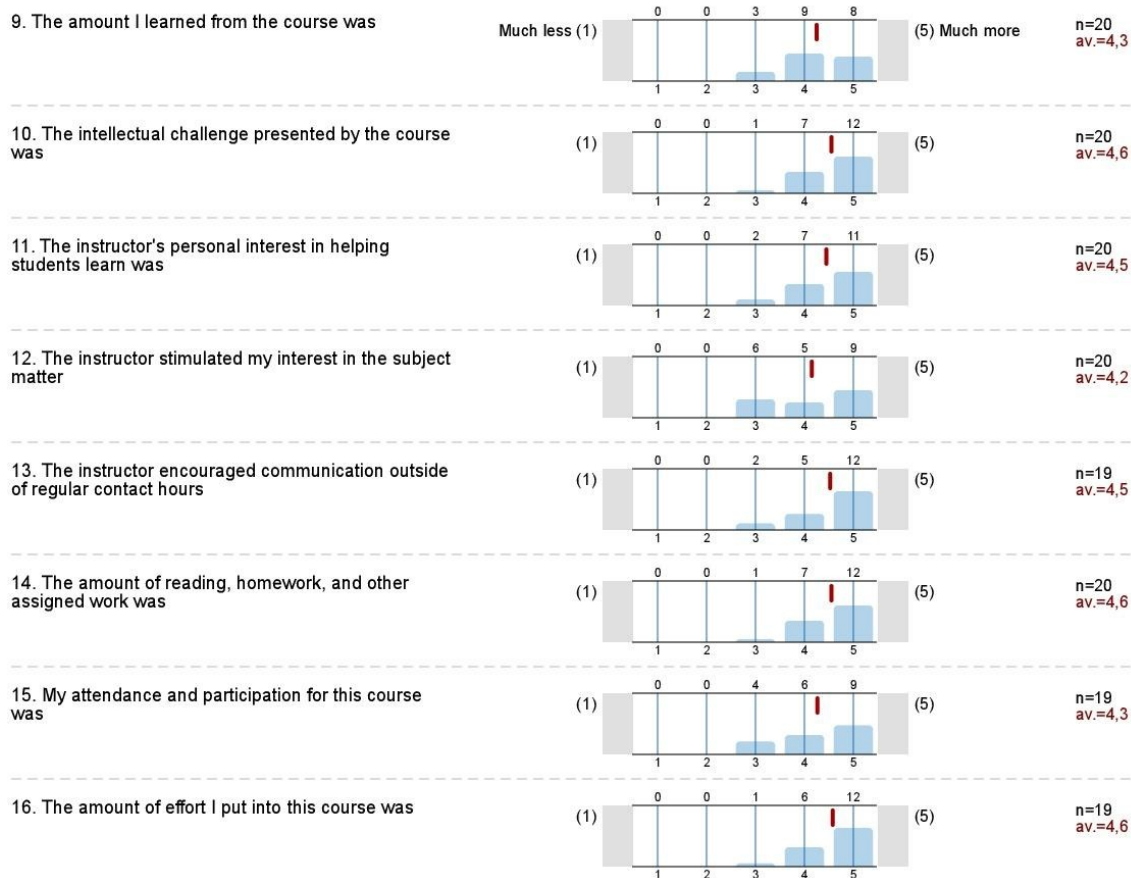 9. The amount I learned from the course was
0 0 3 9 8
Much less (1) (5) Much more
n=20
av.=4,3
1 2 3 4 5
10. The intellectual challenge presented by the course
was
0 0 1 7 12
(1) (5)
n=20
av.=4,6
1 2 3 4 5
11. The instructor's personal interest in helping
students learn was
0 0 2 7 11
(1) (5)
n=20
av.=4,5
1 2 3 4 5
12. The instructor stimulated my interest in the subject
matter
0 0 6 5 9
(1) (5)
n=20
av.=4,2
1 2 3 4 5
13. The instructor encouraged communication outside
of regular contact hours
0 0 2 5 12
(1) (5)
n=19
av.=4,5
1 2 3 4 5
14. The amount of reading, homework, and other
assigned work was
0 0 1 7 12
(1) (5)
n=20
av.=4,6
1 2 3 4 5
15. My attendance and participation for this course
was
0 0 4 6 9
(1) (5)
n=19
av.=4,3
1 2 3 4 5
16. The amount of effort I put into this course was
0 0 1 6 12
(1) (5)
n=19
av.=4,6
1 2 3 4 5